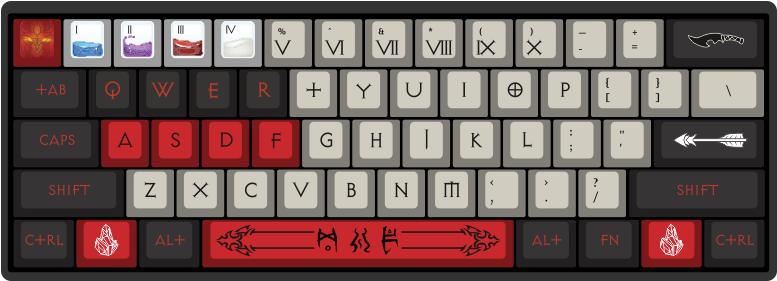 I II III IV % V ^ VI & VII * VIII ( IX ) X — - + =
TAB Q W E R T Y U I O P { [ } ] \
CAPS A S D F G H J K L : ; " '
SHIFT Z X C V B N M < , > . ? / SHIFT
CTRL ALT ALT FN CTRL